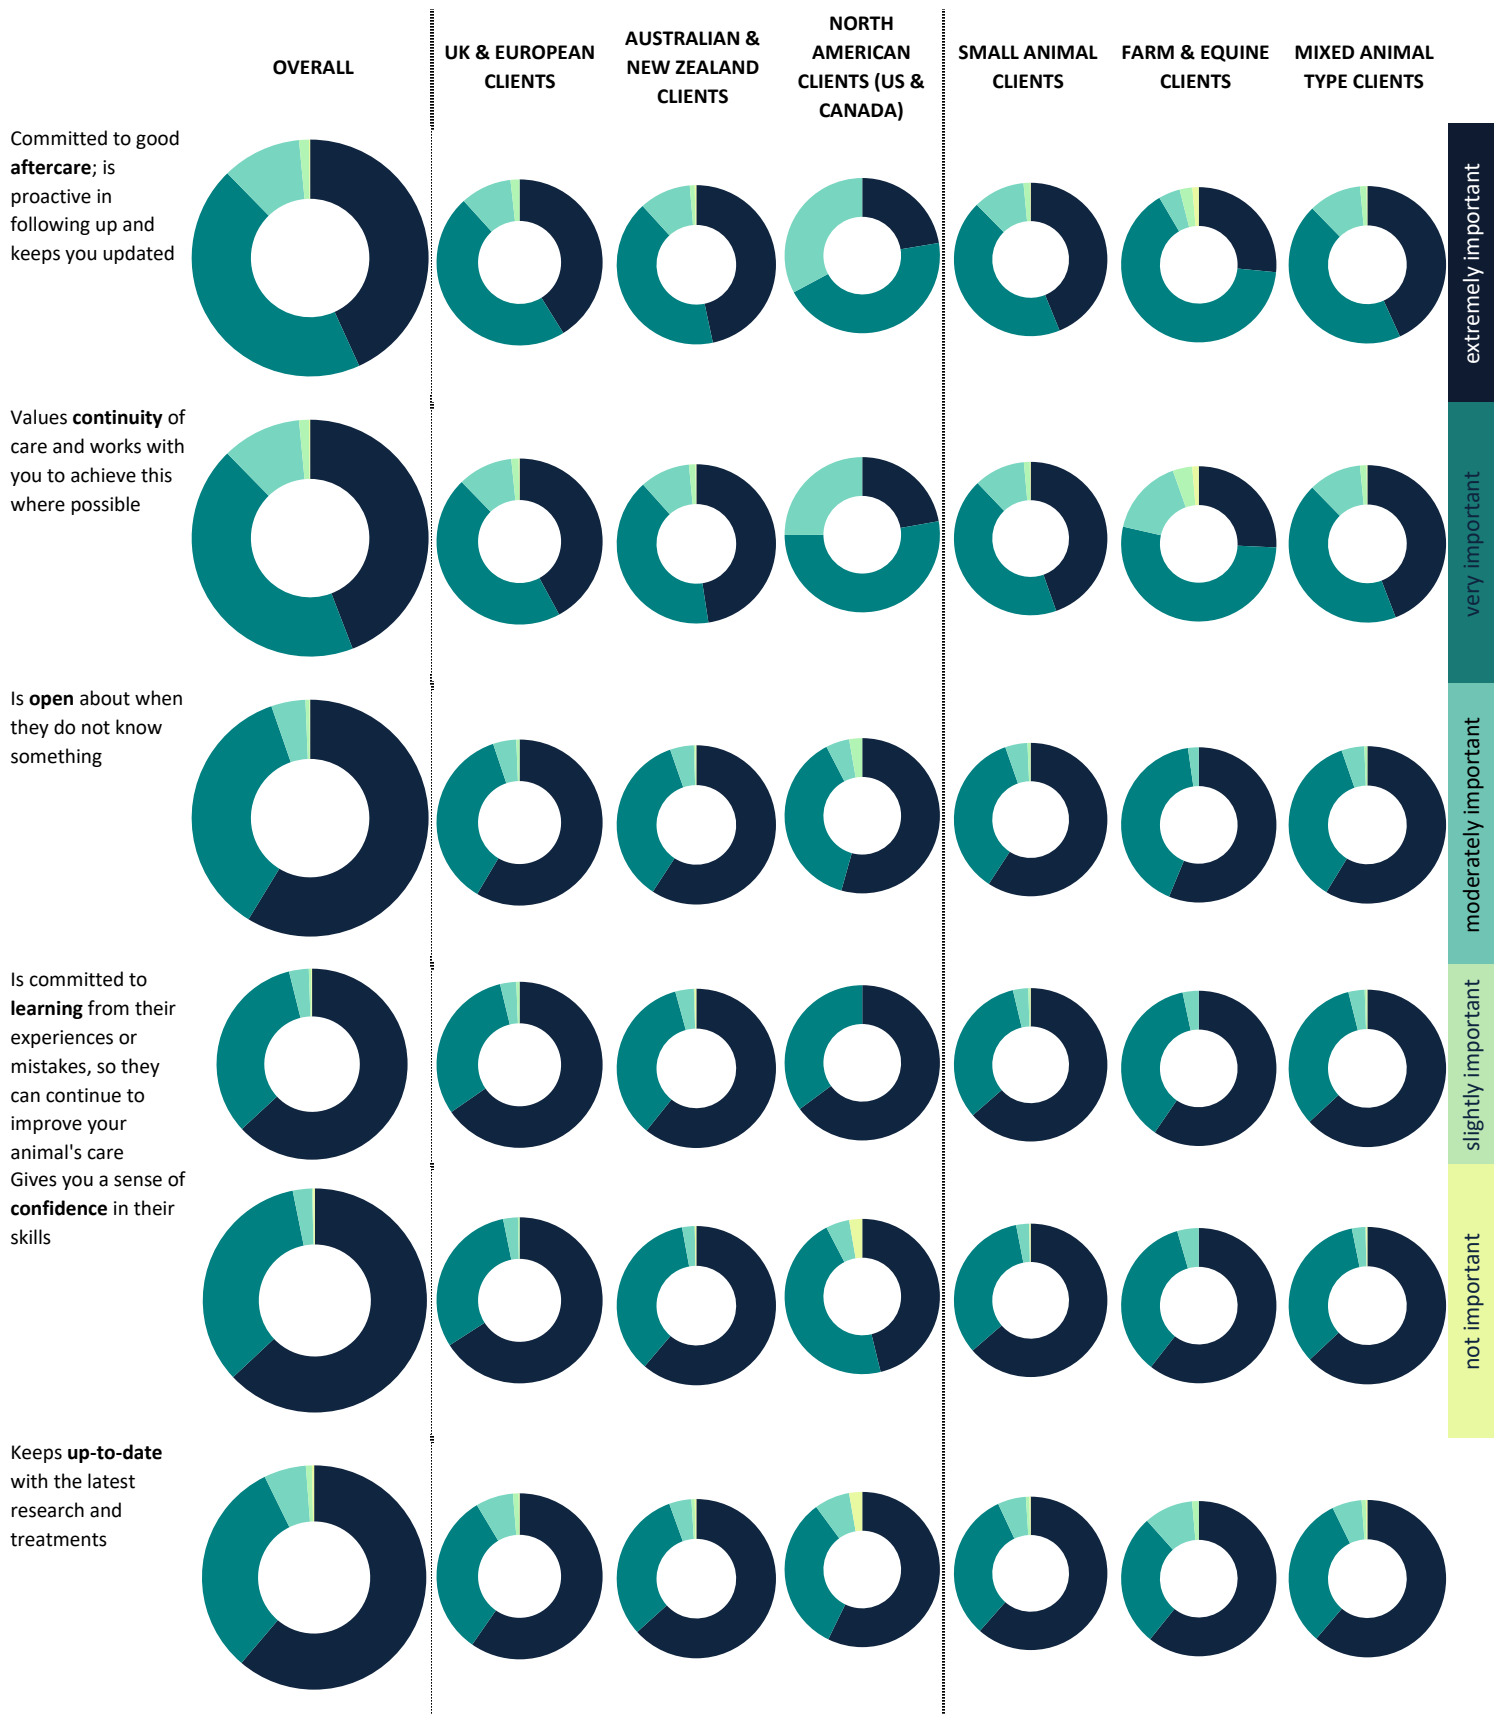 OVERALL
UK & EUROPEAN
CLIENTS
AUSTRALIAN &
NEW ZEALAND
CLIENTS
NORTH
AMERICAN
CLIENTS (US &
CANADA)
SMALL ANIMAL
CLIENTS
FARM & EQUINE
CLIENTS
MIXED ANIMAL
TYPE CLIENTS
Committed to good
aftercare; is
proactive in
following up and
keeps you updated
Values continuity of
care and works with
you to achieve this
where possible
Is open about when
they do not know
something
Is committed to
learning from their
experiences or
mistakes, so they
can continue to
improve your
animal's care
Gives you a sense of
confidence in their
skills
Keeps up-to-date
with the latest
research and
treatments
extremely important
very important
moderately important
slightly important
not important